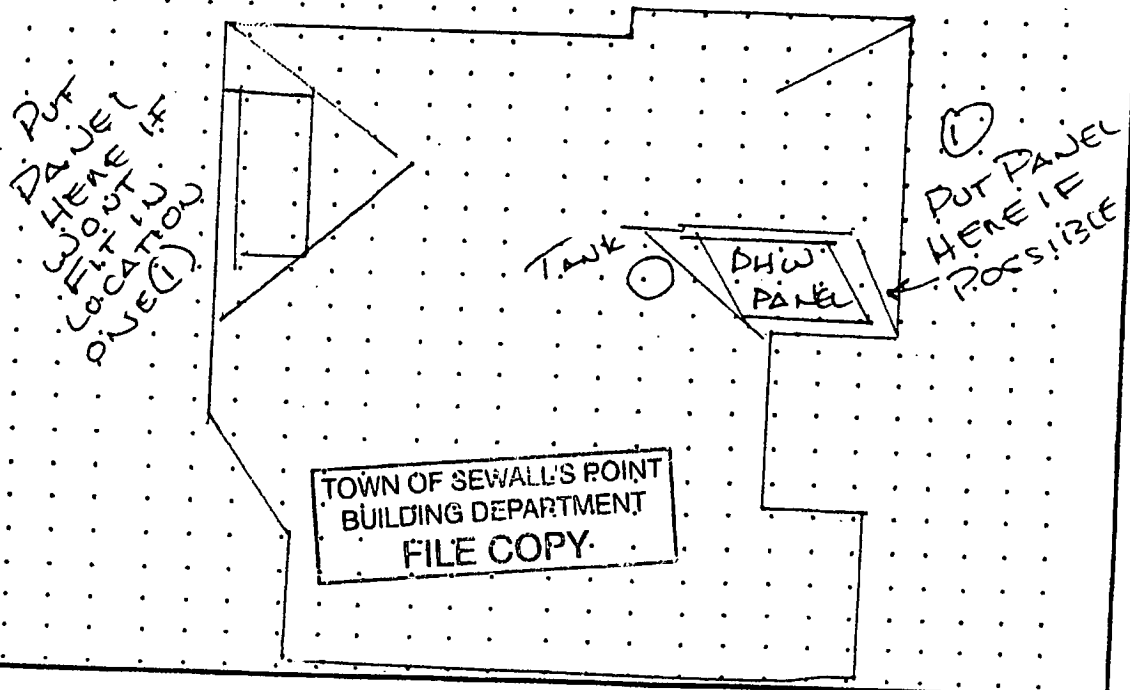 PUT
PANEL
HERE IF
WONT
FIT IN
LOCATION
ONE (1)
TANK
DHW
PANEL
1
PUT PANEL
HERE IF
POSSIBLE
TOWN OF SEWALL'S POINT
BUILDING DEPARTMENT
FILE COPY